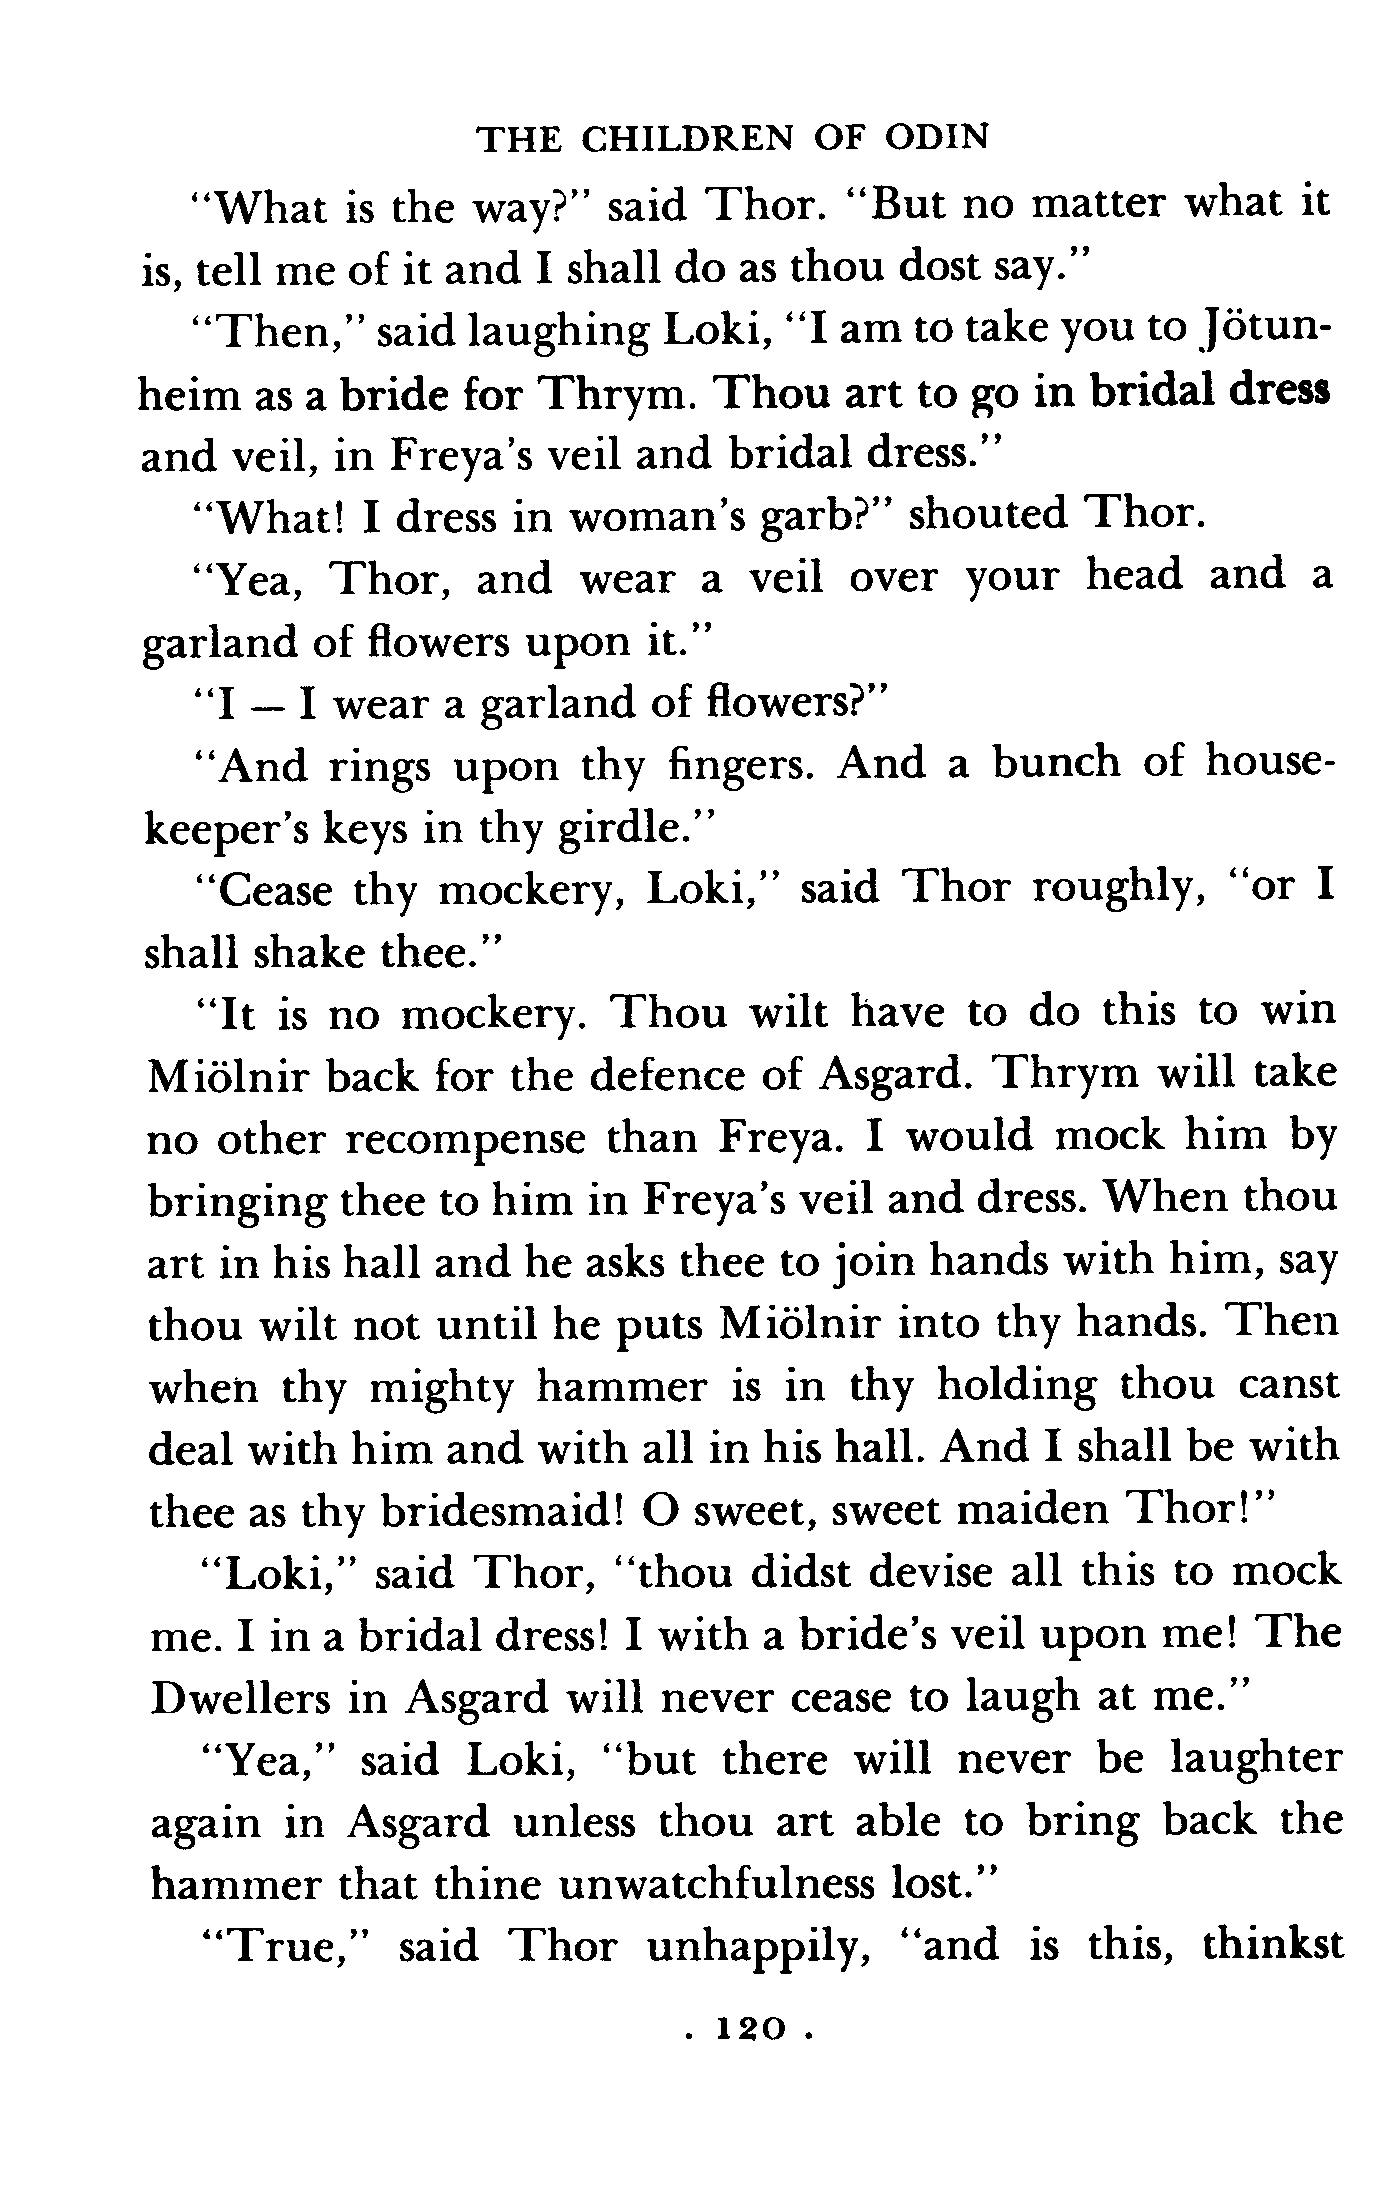 THE CHILDREN OF ODIN
“What is the way?” said Thor. “But no matter what it
is, tell me of it and I shall do as thou dost say.”
“Then,” said laughing Loki, “I am to take you to Jötun-
heim as a bride for Thrym. Thou art to go in bridal dress
and veil, in Freya’s veil and bridal dress.”
“What! I dress in woman’s garb?” shouted Thor.
“Yea, Thor, and wear a veil over your head and a
garland of flowers upon it.”
“I — I wear a garland of flowers?”
“And rings upon thy fingers. And a bunch of house-
keeper’s keys in thy girdle.”
“Cease thy mockery, Loki,” said Thor roughly, “or I
shall shake thee.”
“It is no mockery. Thou wilt have to do this to win
Miölnir back for the defence of Asgard. Thrym will take
no other recompense than Freya. I would mock him by
bringing thee to him in Freya’s veil and dress. When thou
art in his hall and he asks thee to join hands with him, say
thou wilt not until he puts Miölnir into thy hands. Then
when thy mighty hammer is in thy holding thou canst
deal with him and with all in his hall. And I shall be with
thee as thy bridesmaid! O sweet, sweet maiden Thor!”
“Loki,” said Thor, “thou didst devise all this to mock
me. I in a bridal dress! I with a bride’s veil upon me! The
Dwellers in Asgard will never cease to laugh at me.”
“Yea,” said Loki, “but there will never be laughter
again in Asgard unless thou art able to bring back the
hammer that thine unwatchfulness lost.”
“True,” said Thor unhappily, “and is this, thinkst
. 120 .